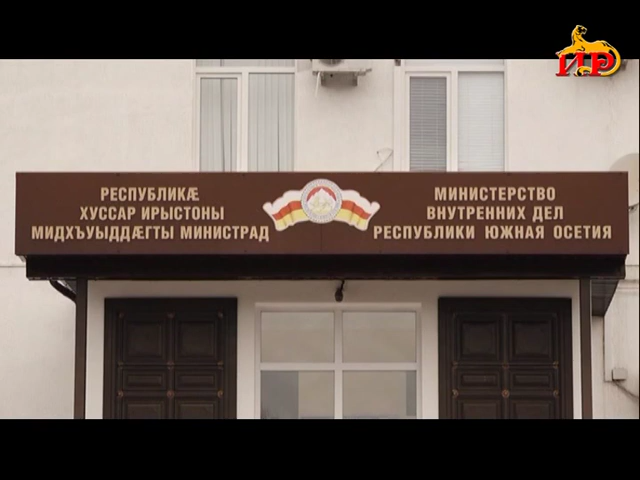 ИР
РЕСПУБЛИКӔ
ХУССАР ИРЫСТОНЫ
МИДХЪУЫДДӔГТЫ МИНИСТРАД
МИНИСТЕРСТВО
ВНУТРЕННИХ ДЕЛ
РЕСПУБЛИКИ ЮЖНАЯ ОСЕТИЯ